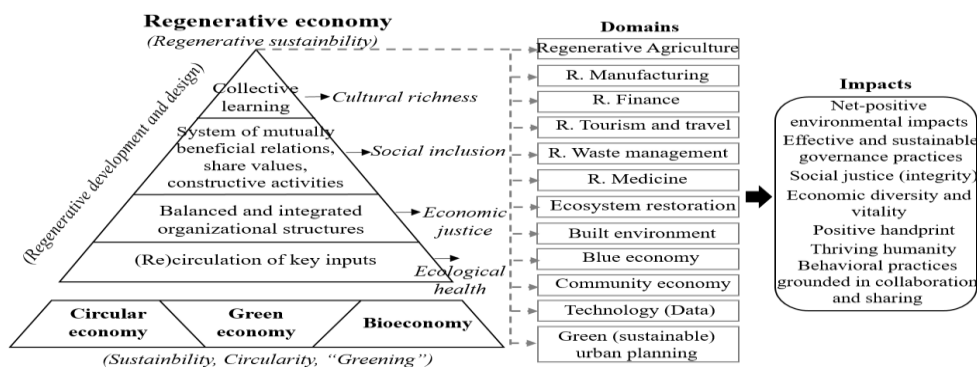 Regenerative economy
(Regenerative sustainbility)
(Regenerative development and design)
Collective
learning
Cultural richness
System of mutually
beneficial relations,
share values,
constructive activities
Social inclusion
Balanced and integrated
organizational structures
Economic
justice
(Re)circulation of key inputs
Ecological
health
Circular
economy
Green
economy
Bioeconomy
(Sustainbility, Circularity, “Greening”)
Domains
Regenerative Agriculture
R. Manufacturing
R. Finance
R. Tourism and travel
R. Waste management
R. Medicine
Ecosystem restoration
Built environment
Blue economy
Community economy
Technology (Data)
Green (sustainable)
urban planning
Impacts
Net-positive
environmental impacts
Effective and sustainable
governance practices
Social justice (integrity)
Economic diversity and
vitality
Positive handprint
Thriving humanity
Behavioral practices
grounded in collaboration
and sharing